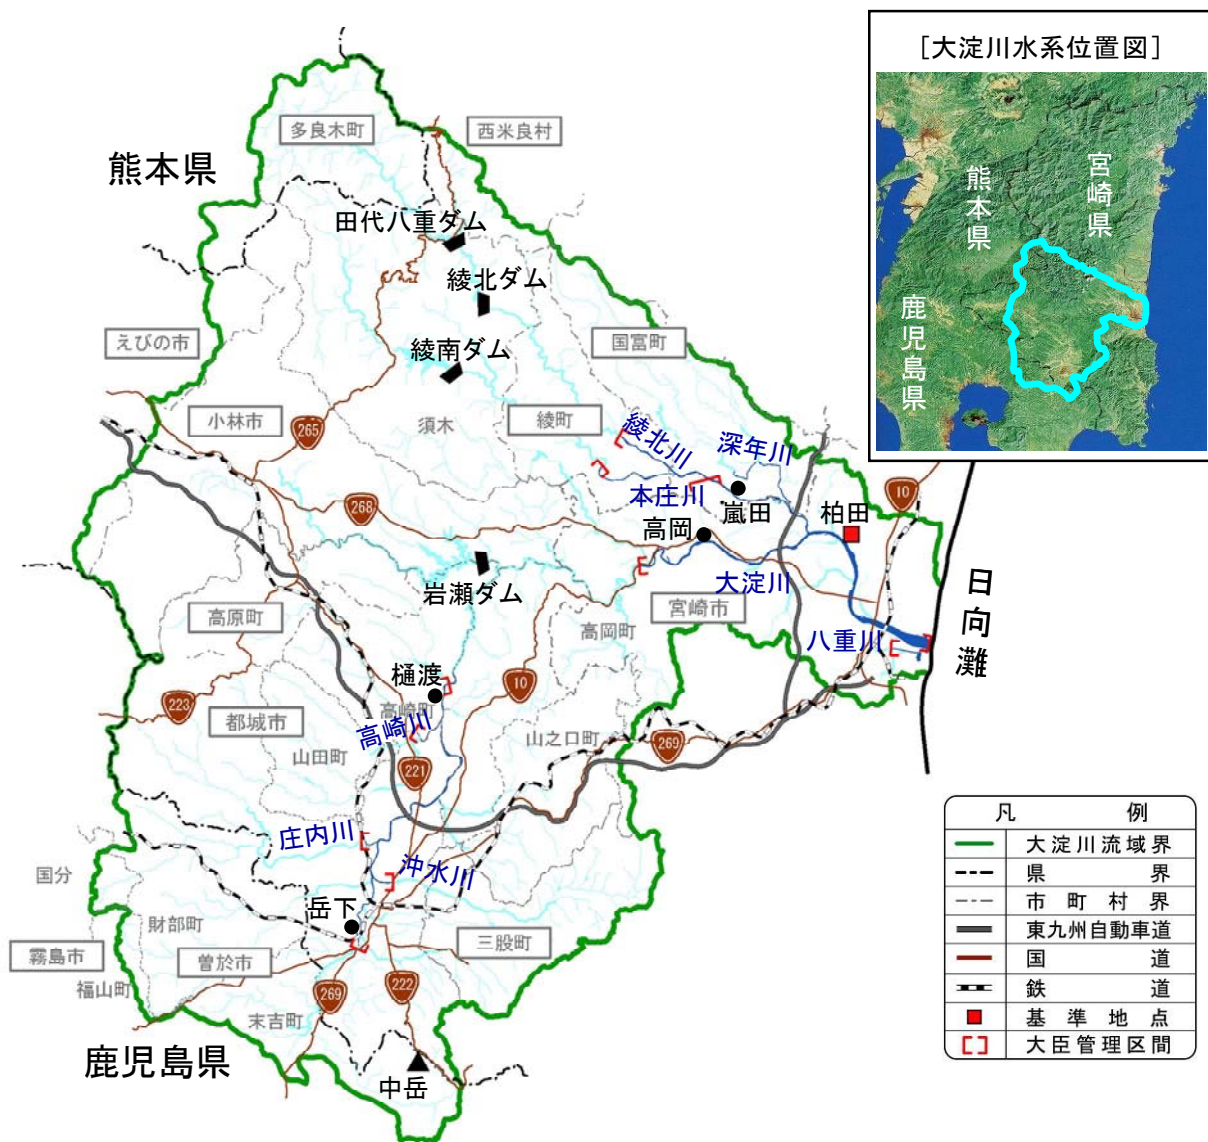 [大淀川水系位置図]
熊本県
宮崎県
鹿児島県
多良木町
西米良村
熊本県
田代八重ダム
綾北ダム
えびの市
綾南ダム
国富町
小林市
265
須木
綾町
綾北川
深年川
10
268
本庄川
嵐田
高岡
柏田
岩瀬ダム
大淀川
日向灘
高原町
宮崎市
高岡町
八重川
樋渡
10
223
高崎町
都城市
高崎川
山之口町
269
山田町
221
庄内川
沖水川
国分
岳下
財部町
三股町
霧島市
曽於市
福山町
269
222
末吉町
鹿児島県
中岳
凡例
大淀川流域界
県界
市町村界
東九州自動車道
国道
鉄道
基準地点
大臣管理区間